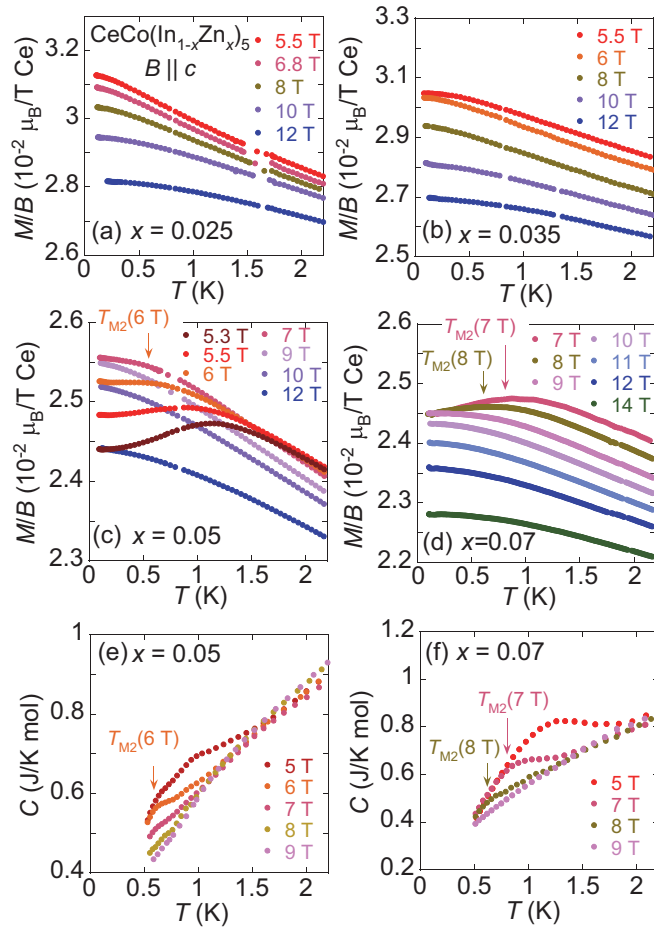 CeCo(In1-xZnx)5
B || c
5.5 T
6.8 T
8 T
10 T
12 T
3.2
3.1
3
2.9
2.8
2.7
2.6
M/B (10-2 μB/T Ce)
(a) x = 0.025
0 0.5 1 1.5 2
T (K)
5.5 T
6 T
8 T
10 T
12 T
3.3
3.1
2.9
2.7
2.5
M/B (10-2 μB/T Ce)
(b) x = 0.035
0 0.5 1 1.5 2
T (K)
TM2(6 T)
5.3 T
5.5 T
6 T
7 T
9 T
10 T
12 T
2.6
2.5
2.4
2.3
M/B (10-2 μB/T Ce)
(c) x = 0.05
0 0.5 1 1.5 2
T (K)
TM2(7 T)
TM2(8 T)
7 T
8 T
9 T
10 T
11 T
12 T
14 T
2.6
2.5
2.4
2.3
2.2
M/B (10-2 μB/T Ce)
(d) x=0.07
0 0.5 1 1.5 2
T (K)
(e) x = 0.05
TM2(6 T)
5 T
6 T
7 T
8 T
9 T
1
0.8
0.6
0.4
C (J/K mol)
0 0.5 1 1.5 2
T (K)
(f) x = 0.07
TM2(7 T)
TM2(8 T)
5 T
7 T
8 T
9 T
1.2
1
0.8
0.6
0.4
0.2
C (J/K mol)
0 0.5 1 1.5 2
T (K)